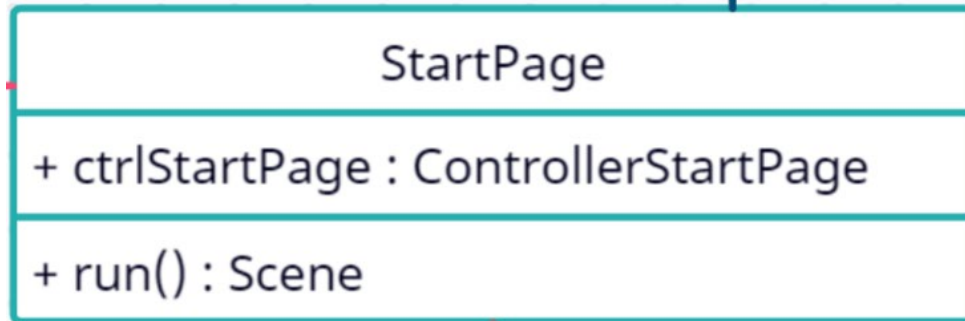 StartPage
+ ctrlStartPage : ControllerStartPage
+ run() : Scene